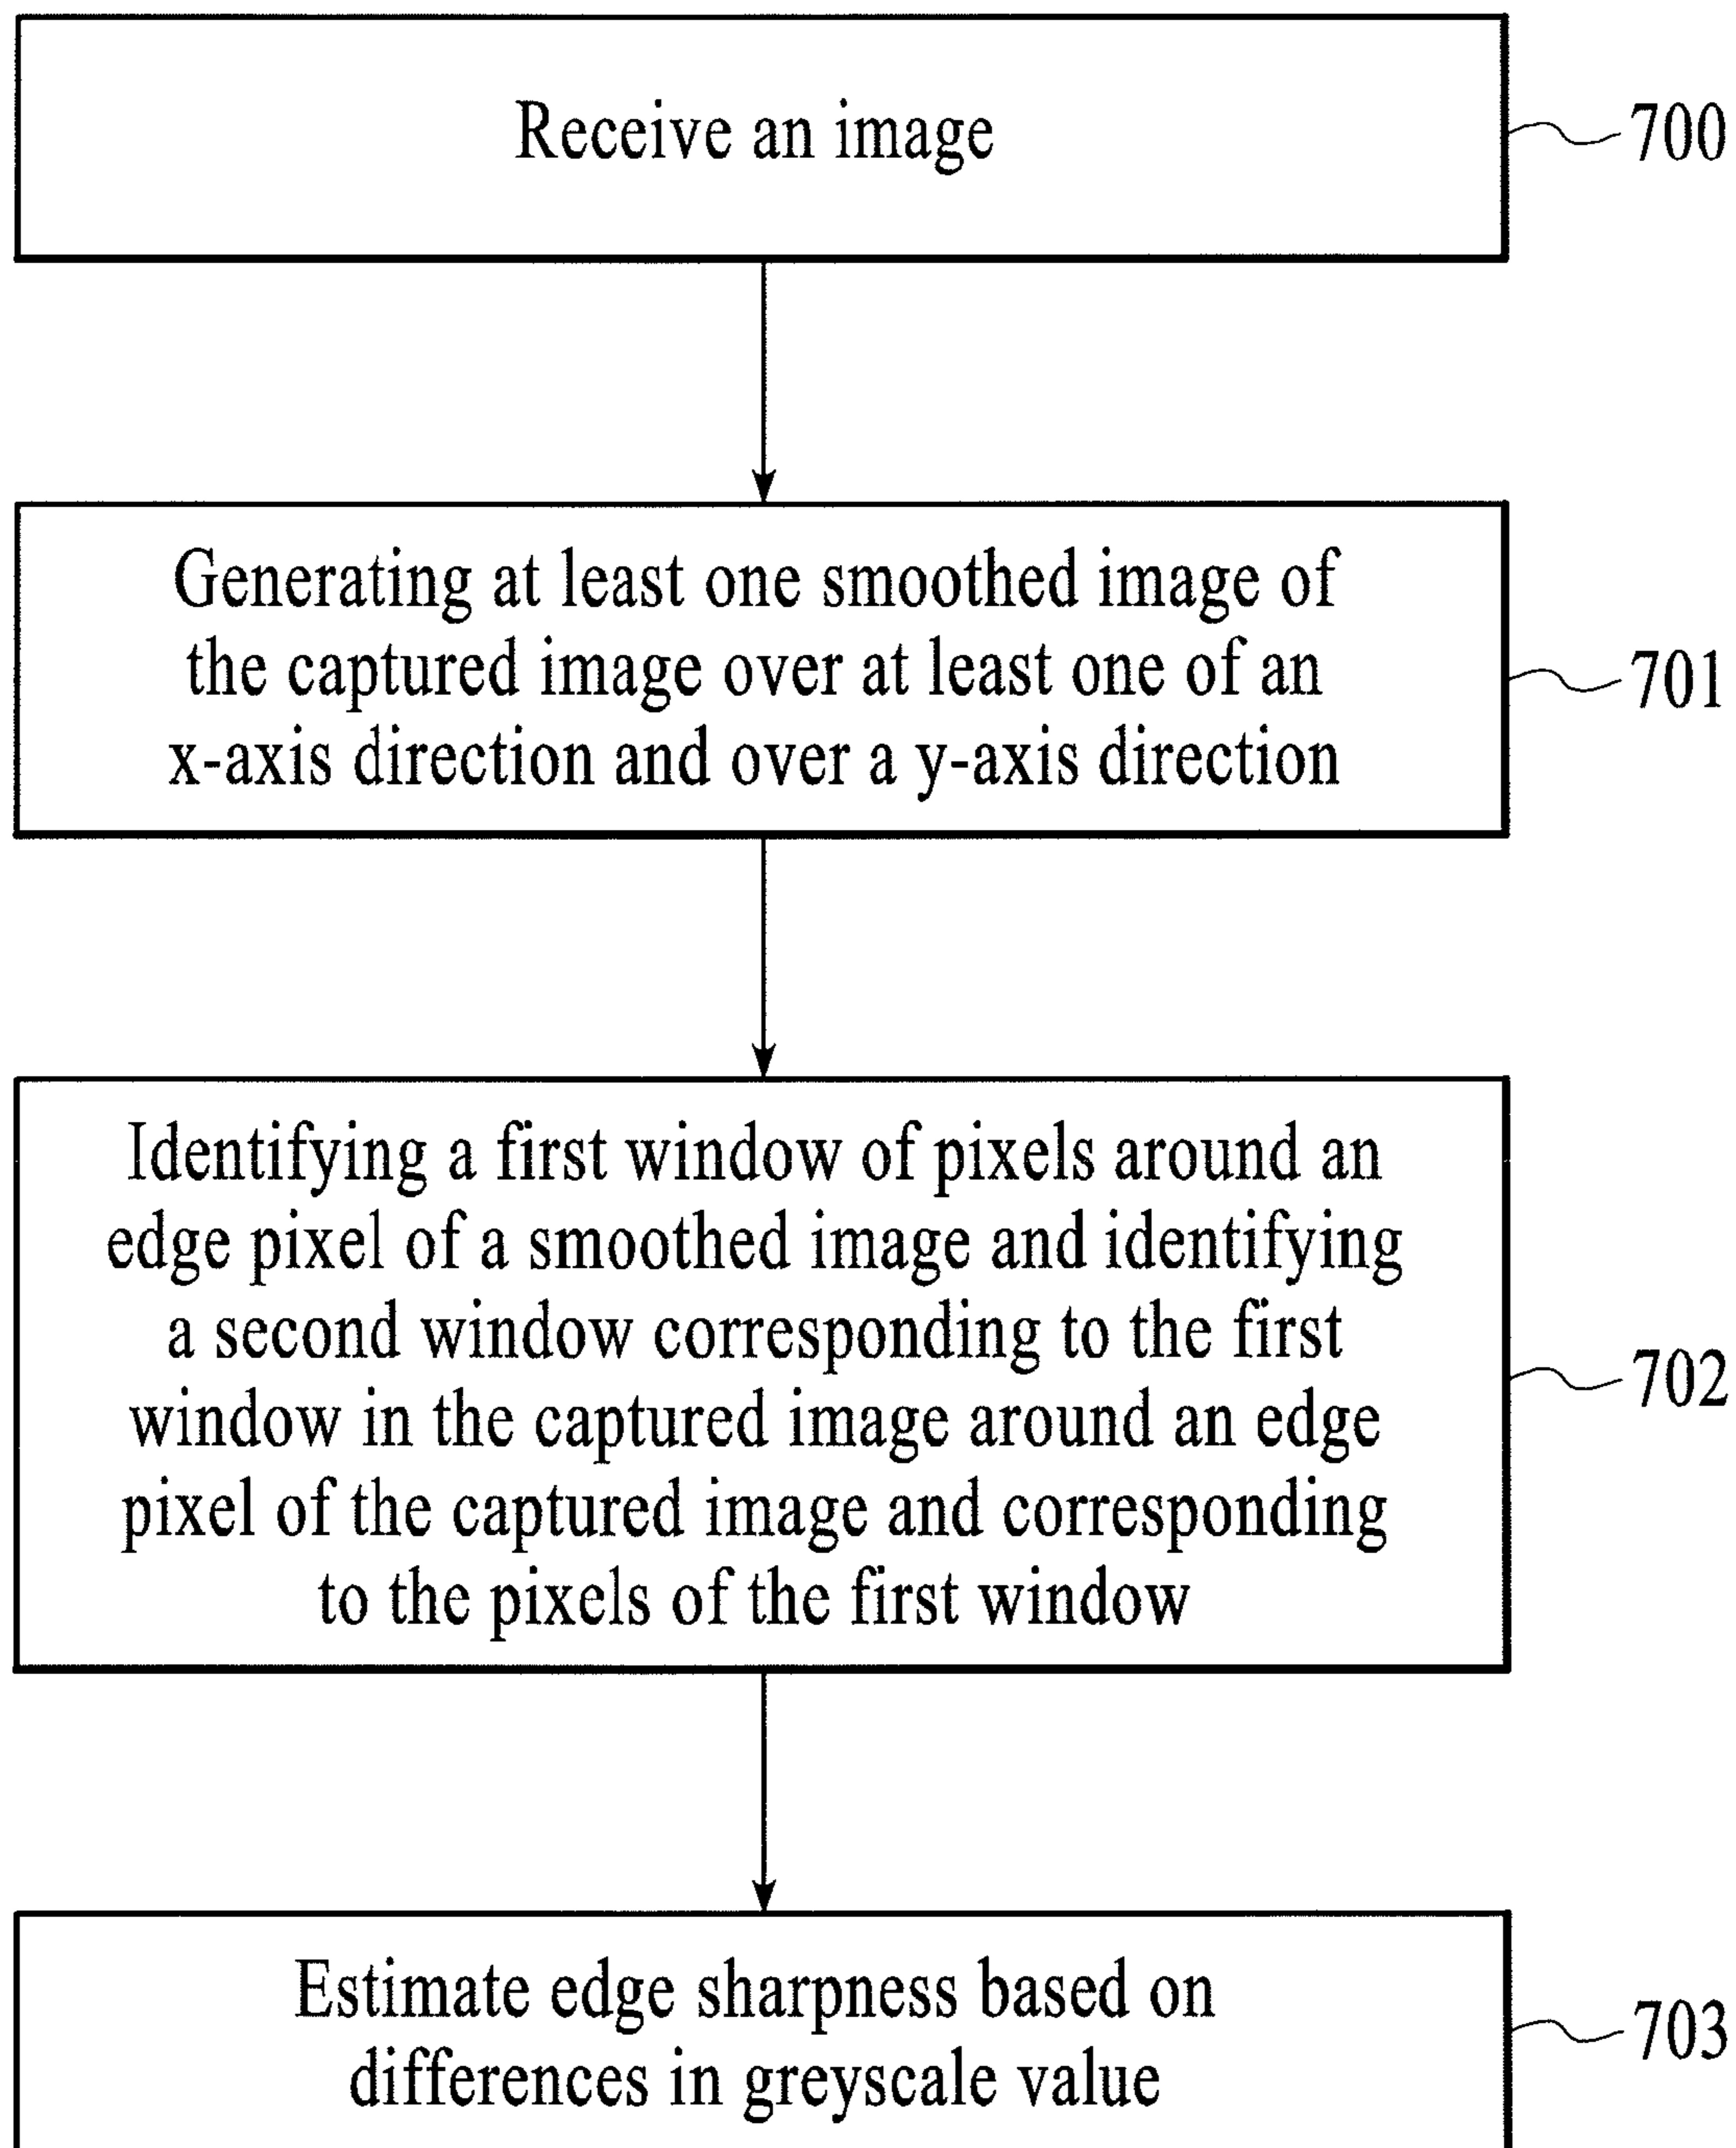 Receive an image
700
Generating at least one smoothed image of
the captured image over at least one of an
x-axis direction and over a y-axis direction
701
Identifying a first window of pixels around an
edge pixel of a smoothed image and identifying
a second window corresponding to the first
window in the captured image around an edge
pixel of the captured image and corresponding
to the pixels of the first window
702
Estimate edge sharpness based on
differences in greyscale value
703